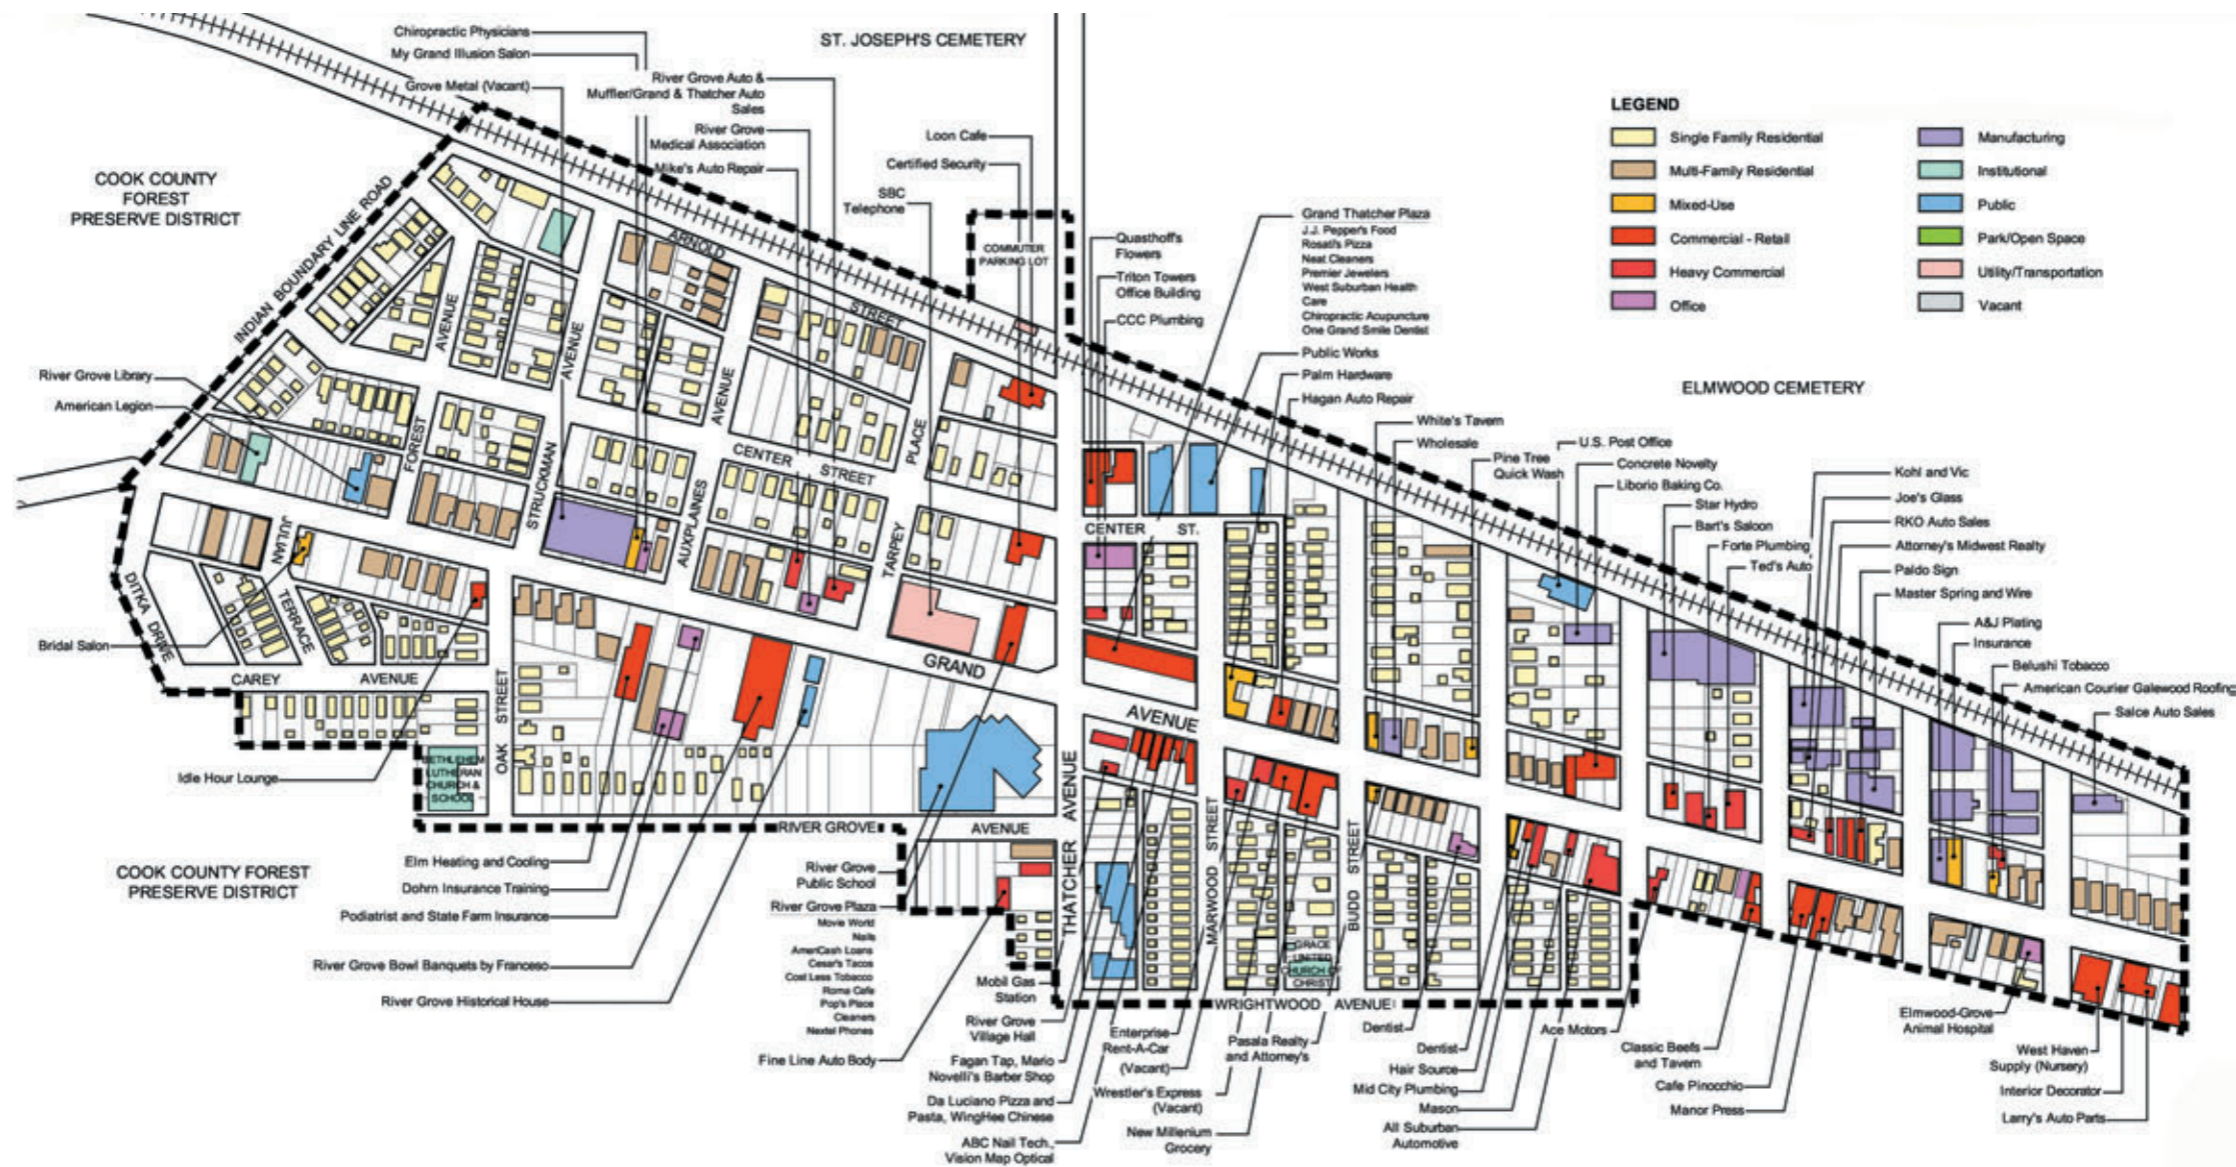 Chiropractic Physicians
My Grand Illusion Salon
Grove Metal (Vacant)
River Grove Auto &
Muffler/Grand & Thatcher Auto
Sales
River Grove
Medical Association
Mike's Auto Repair
SBC
Telephone
Loon Cafe
Certified Security
ST. JOSEPH'S CEMETERY
COOK COUNTY
FOREST
PRESERVE DISTRICT
INDIAN BOUNDARY LINE ROAD
COMMUTER
PARKING LOT
Quasthoff's
Flowers
Triton Towers
Office Building
CCC Plumbing
Grand Thatcher Plaza
J.J. Pepper's Food
Rosati's Pizza
Neat Cleaners
Premier Jewelers
West Suburban Health
Care
Chiropractic Acupuncture
One Grand Smile Dentist
Public Works
Palm Hardware
Hagan Auto Repair
White's Tavern
Wholesale
Pine Tree
Quick Wash
U.S. Post Office
Concrete Novelty
Liborio Baking Co.
Star Hydro
Bart's Saloon
Forte Plumbing
Ted's Auto
LEGEND
Single Family Residential
Multi-Family Residential
Mixed-Use
Commercial - Retail
Heavy Commercial
Office
Manufacturing
Institutional
Public
Park/Open Space
Utility/Transportation
Vacant
ELMWOOD CEMETERY
Kohl and Vic
Joe's Glass
RKO Auto Sales
Attorney's Midwest Realty
Paldo Sign
Master Spring and Wire
A&J Plating
Insurance
Belushi Tobacco
American Courier Galewood Roofing
Salce Auto Sales
River Grove Library
American Legion
Bridal Salon
Idle Hour Lounge
ARNOLD
STREET
AVENUE
AVENUE
AVENUE
FOREST
STRUCKMAN
AUXPLAINES
CENTER
STREET
PLACE
TARPEY
JULIAN
TERRACE
DITKA DRIVE
CAREY
AVENUE
OAK STREET
GRAND
AVENUE
CENTER
ST.
BETHLEHEM
LUTHERAN
CHURCH &
SCHOOL
RIVER GROVE
AVENUE
THATCHER AVENUE
MARWOOD STREET
BUDD STREET
GRACE
UNITED
CHURCH OF
CHRIST
WRIGHTWOOD AVENUE
COOK COUNTY FOREST
PRESERVE DISTRICT
Elm Heating and Cooling
Dohrn Insurance Training
Podiatrist and State Farm Insurance
River Grove Bowl Banquets by Franceso
River Grove Historical House
River Grove
Public School
River Grove Plaza
Movie World
Nails
AmeriCash Loans
Cesar's Tacos
Cost Less Tobacco
Roma Cafe
Pop's Place
Cleaners
Nextel Phones
Fine Line Auto Body
Mobil Gas
Station
River Grove
Village Hall
Fagan Tap, Mario
Novelli's Barber Shop
Da Luciano Pizza and
Pasta, WingHee Chinese
ABC Nail Tech.,
Vision Map Optical
Enterprise
Rent-A-Car
(Vacant)
Wrestler's Express
(Vacant)
New Millenium
Grocery
Pasala Realty
and Attorney's
Dentist
Dentist
Hair Source
Mid City Plumbing
Mason
All Suburban
Automotive
Ace Motors
Classic Beefs
and Tavern
Cafe Pinocchio
Manor Press
Elmwood-Grove
Animal Hospital
West Haven
Supply (Nursery)
Interior Decorator
Larry's Auto Parts